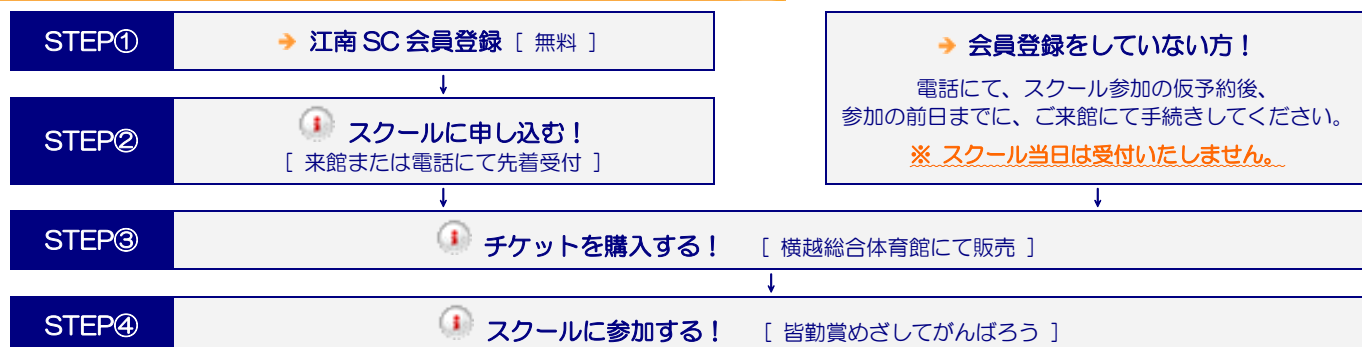 STEP①
➔ 江南 SC 会員登録 [ 無料 ]
↓
STEP②
スクールに申し込む！
[ 来館または電話にて先着受付 ]
↓
➔ 会員登録をしていない方！
電話にて、スクール参加の仮予約後、
参加の前日までに、ご来館にて手続きしてください。
※ スクール当日は受付いたしません。
↓
STEP③
チケットを購入する！ [ 横越総合体育館にて販売 ]
↓
STEP④
スクールに参加する！ [ 皆勤賞めざしてがんばろう ]